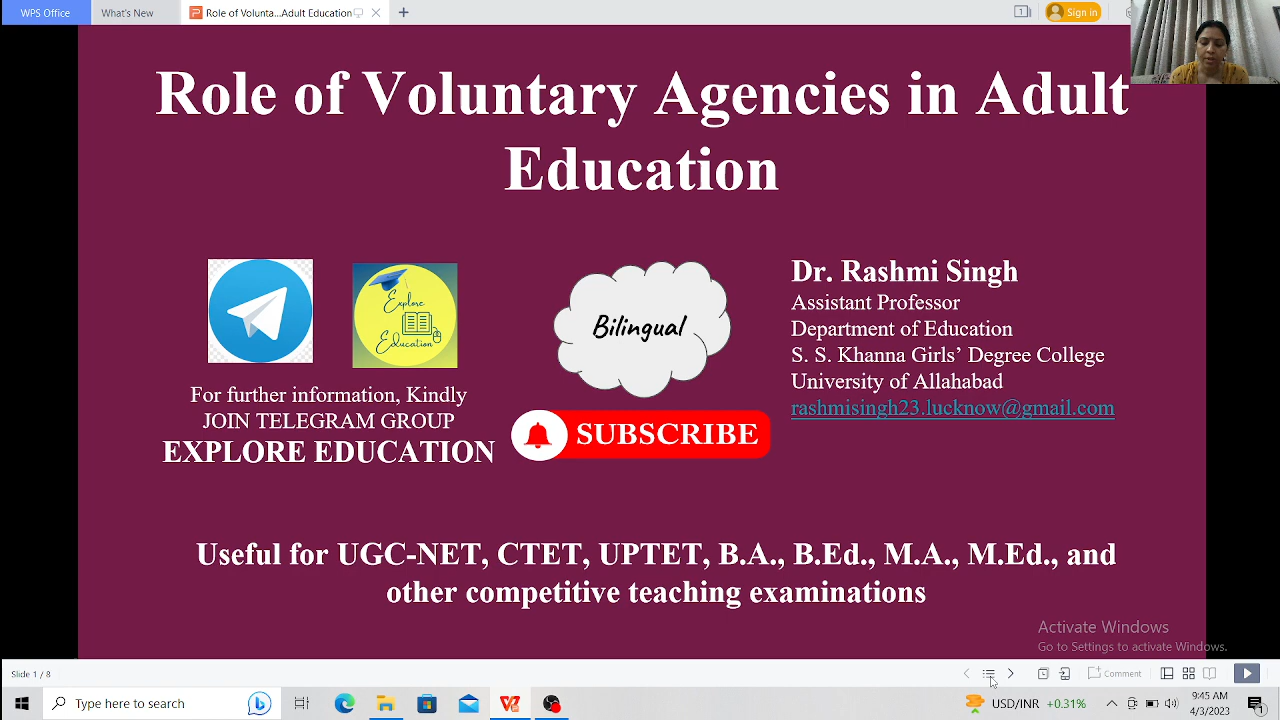 WPS Office
What's New
Role of Volunta...Adult Education
Sign in
Role of Voluntary Agencies in Adult
Education
Explore
Education
For further information, Kindly
JOIN TELEGRAM GROUP
EXPLORE EDUCATION
Bilingual
SUBSCRIBE
Dr. Rashmi Singh
Assistant Professor
Department of Education
S. S. Khanna Girls' Degree College
University of Allahabad
rashmisingh23.lucknow@gmail.com
Useful for UGC-NET, CTET, UPTET, B.A., B.Ed., M.A., M.Ed., and
other competitive teaching examinations
Activate Windows
Go to Settings to activate Windows.
Slide 1 / 8
Comment
Type here to search
USD/INR +0.31%
9:45 AM
4/3/2023